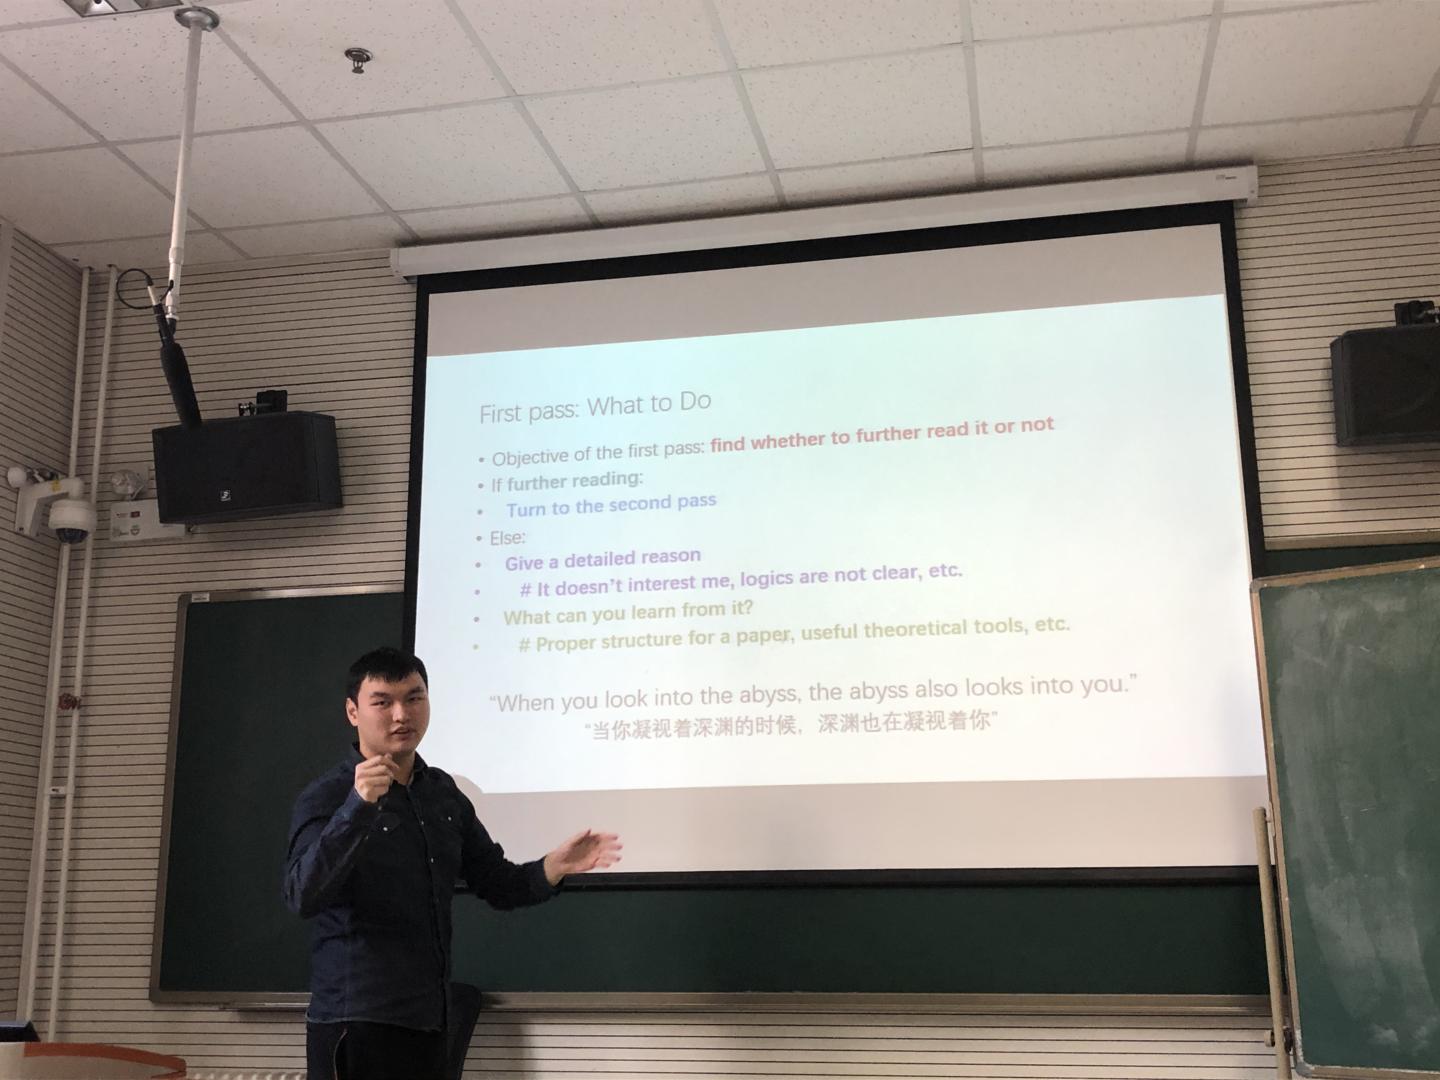 First pass: What to Do
• Objective of the first pass: find whether to further read it or not
• If further reading:
• Turn to the second pass
• Else:
• Give a detailed reason
• # It doesn't interest me, logics are not clear, etc.
• What can you learn from it?
• # Proper structure for a paper, useful theoretical tools, etc.
“When you look into the abyss, the abyss also looks into you.”
“当你凝视着深渊的时候，深渊也在凝视着你”